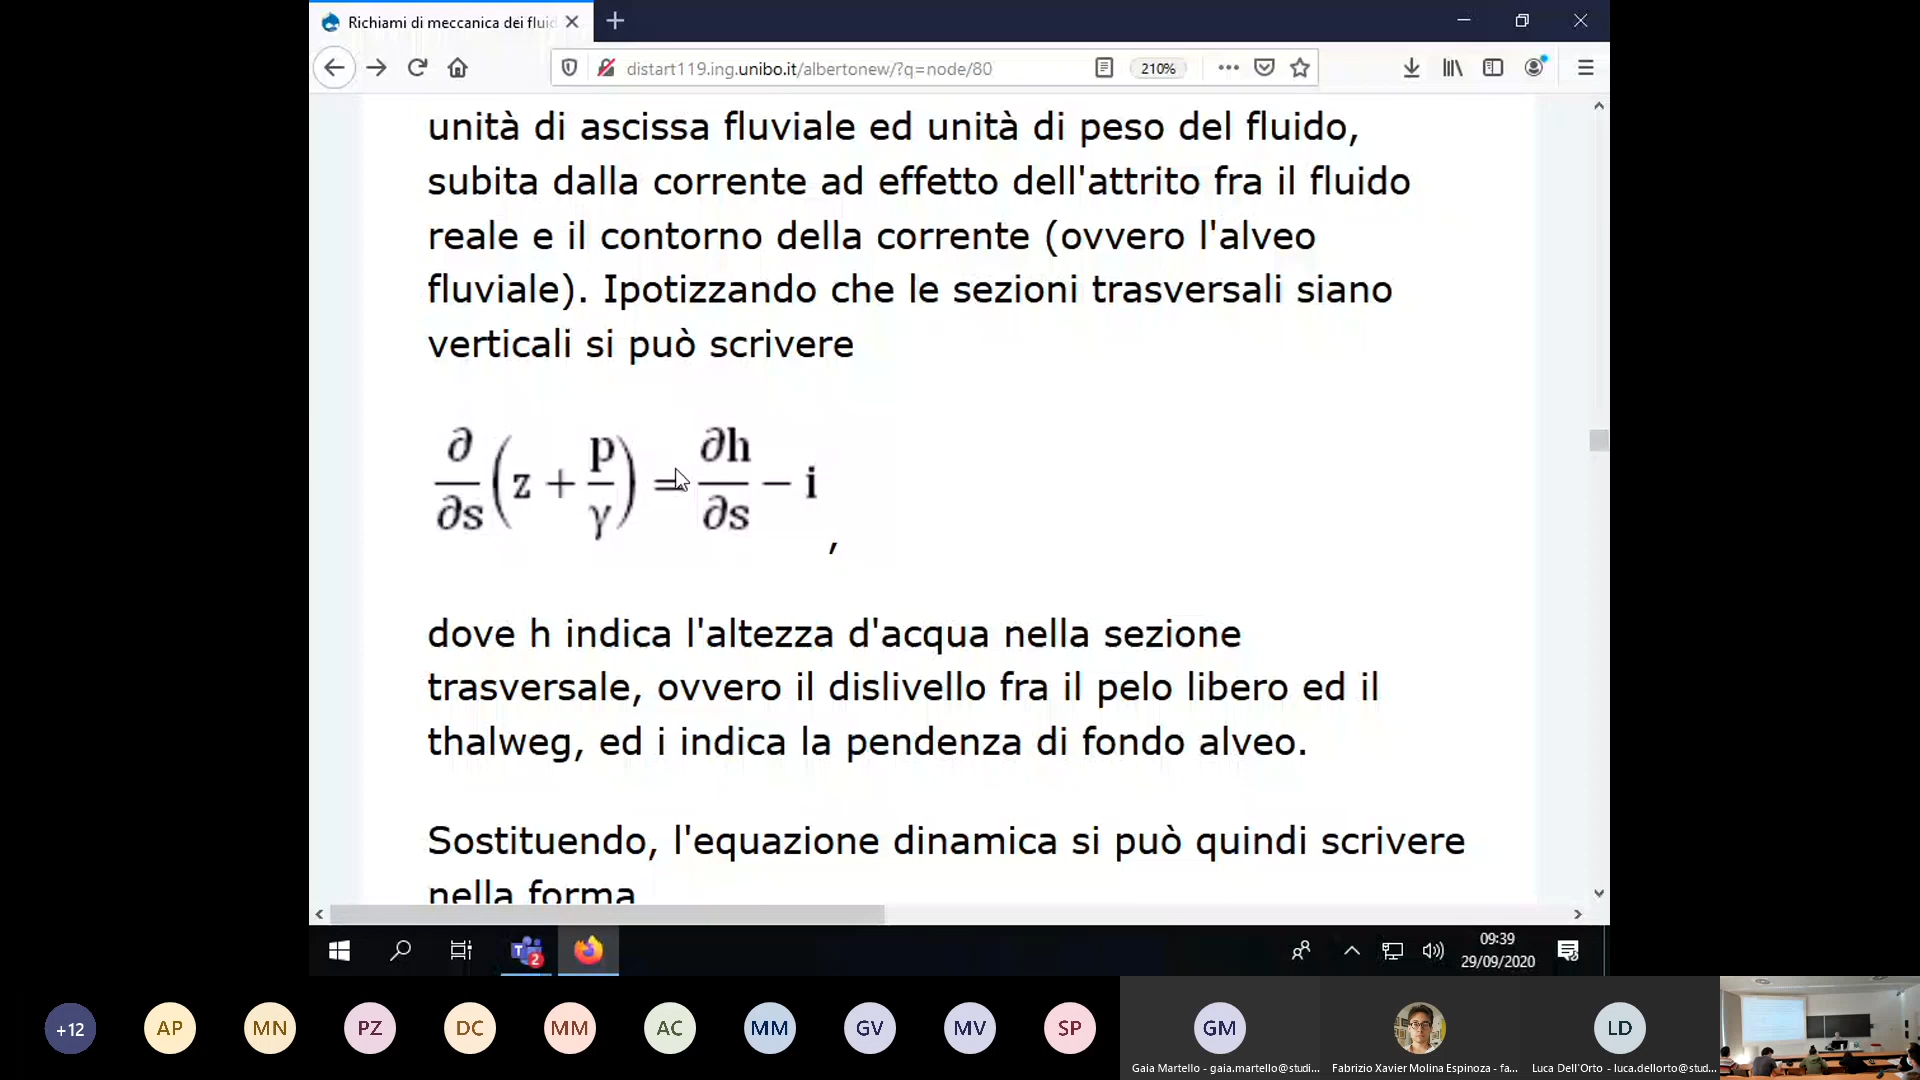 Richiami di meccanica dei fluid
distart119.ing.unibo.it/albertonew/?q=node/80
210%
unità di ascissa fluviale ed unità di peso del fluido,
subita dalla corrente ad effetto dell'attrito fra il fluido
reale e il contorno della corrente (ovvero l'alveo
fluviale). Ipotizzando che le sezioni trasversali siano
verticali si può scrivere
∂/∂s (z + p/γ) = ∂h/∂s − i ,
dove h indica l'altezza d'acqua nella sezione
trasversale, ovvero il dislivello fra il pelo libero ed il
thalweg, ed i indica la pendenza di fondo alveo.
Sostituendo, l'equazione dinamica si può quindi scrivere
nella forma
T 2
09:39
29/09/2020
+12
AP
MN
PZ
DC
MM
AC
MM
GV
MV
SP
GM
LD
Gaia Martello - gaia.martello@studi...
Fabrizio Xavier Molina Espinoza - fa...
Luca Dell'Orto - luca.dellorto@stud...